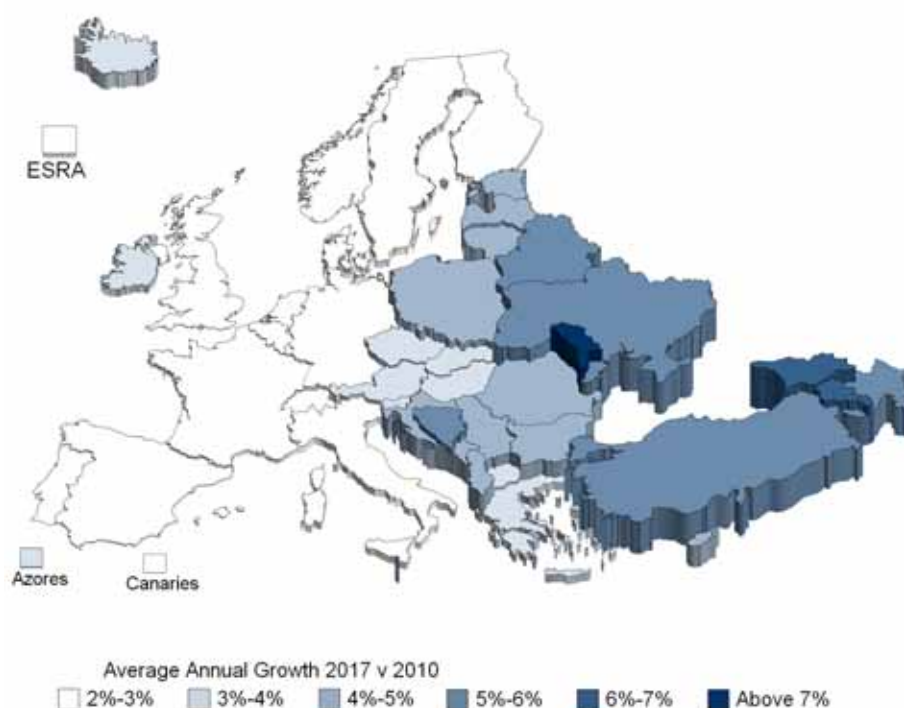 ESRA
Azores
Canaries
Average Annual Growth 2017 v 2010
2%-3% 3%-4% 4%-5% 5%-6% 6%-7% Above 7%